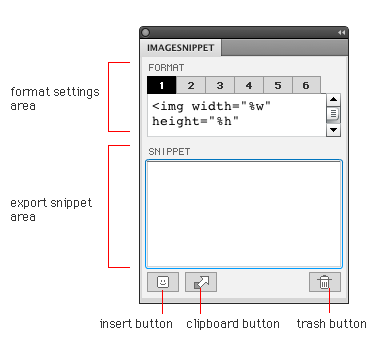 IMAGESNIPPET
FORMAT
1 2 3 4 5 6
<img width="%w"
height="%h"
format settings
area
SNIPPET
export snippet
area
insert button
clipboard button
trash button